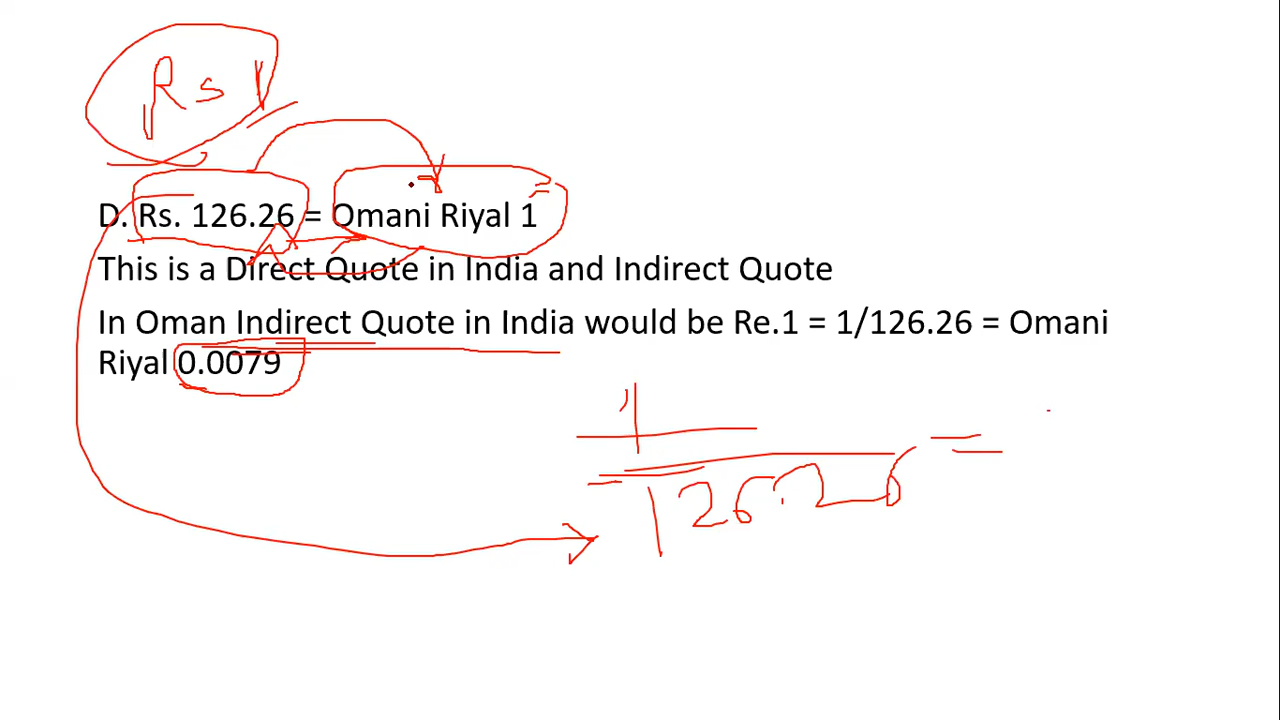 Rs 1
D. Rs. 126.26 = Omani Riyal 1
This is a Direct Quote in India and Indirect Quote
In Oman Indirect Quote in India would be Re.1 = 1/126.26 = Omani
Riyal 0.0079
1
126.26 =